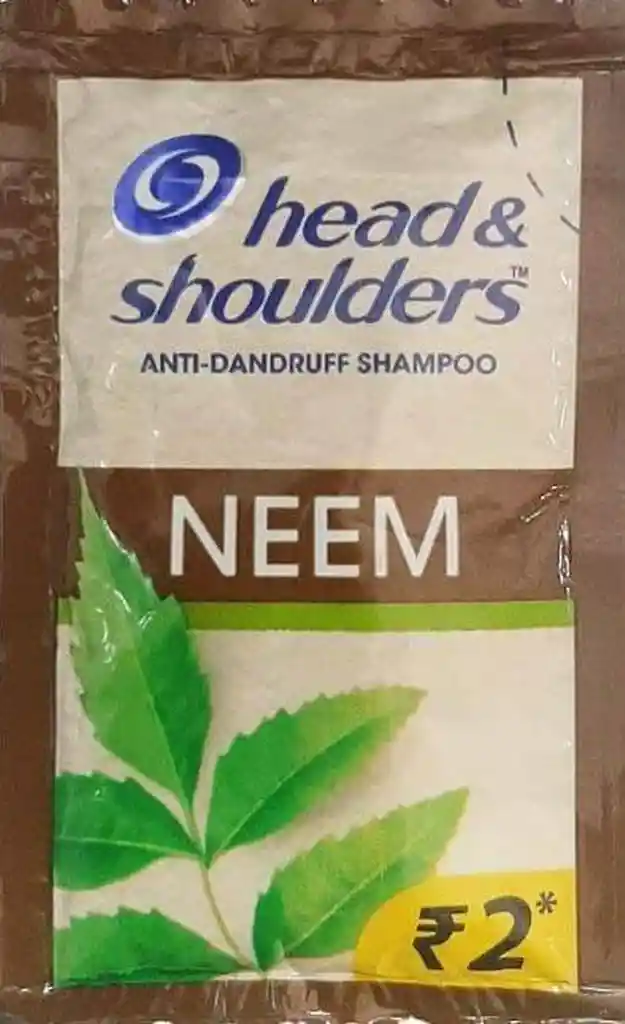 head &
shoulders™
ANTI-DANDRUFF SHAMPOO
NEEM
₹2*